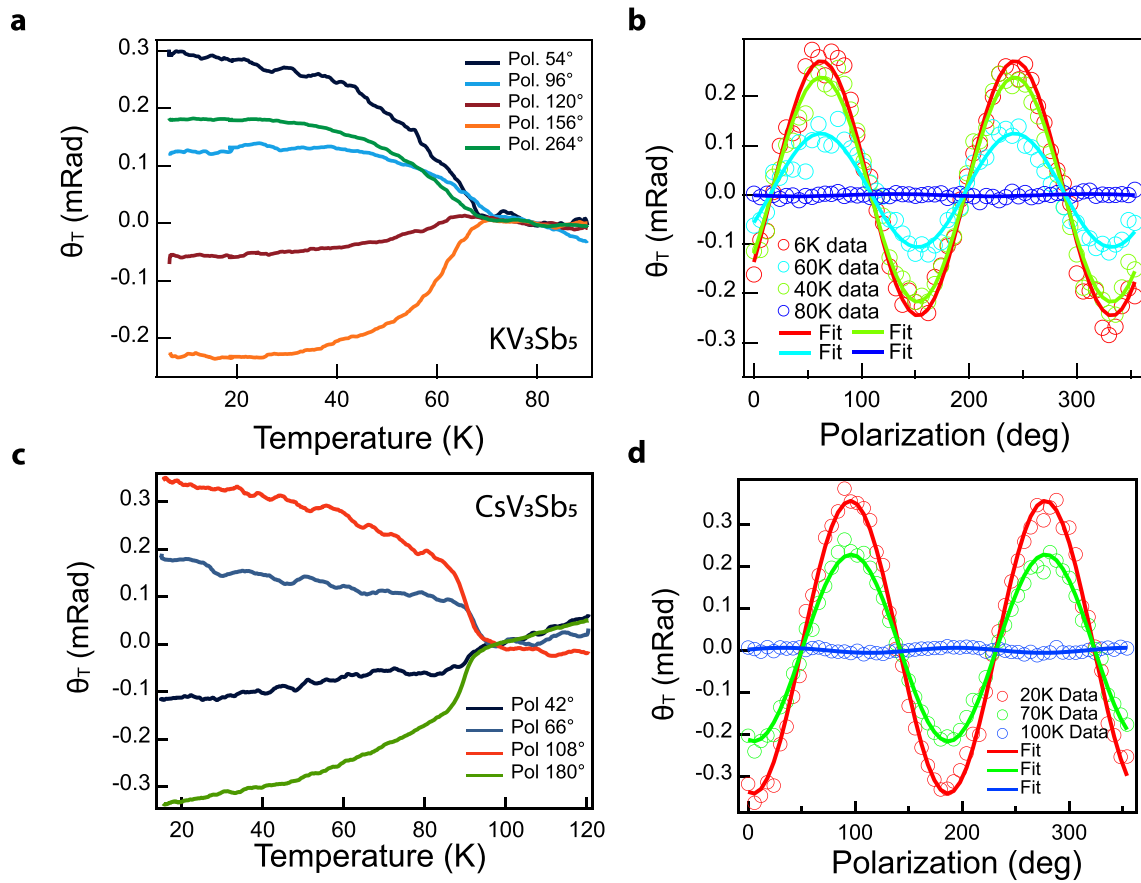 a
0.3
0.2
0.1
0.0
-0.1
-0.2
θT (mRad)
Pol. 54°
Pol. 96°
Pol. 120°
Pol. 156°
Pol. 264°
KV₃Sb₅
20 40 60 80
Temperature (K)
b
0.2
0.1
0.0
-0.1
-0.2
-0.3
θT (mRad)
6K data
60K data
40K data
80K data
Fit Fit
Fit Fit
0 100 200 300
Polarization (deg)
c
0.3
0.2
0.1
0.0
-0.1
-0.2
-0.3
θT (mRad)
CsV₃Sb₅
Pol 42°
Pol 66°
Pol 108°
Pol 180°
20 40 60 80 100 120
Temperature (K)
d
0.3
0.2
0.1
0.0
-0.1
-0.2
-0.3
θT (mRad)
20K Data
70K Data
100K Data
Fit
Fit
Fit
0 100 200 300
Polarization (deg)